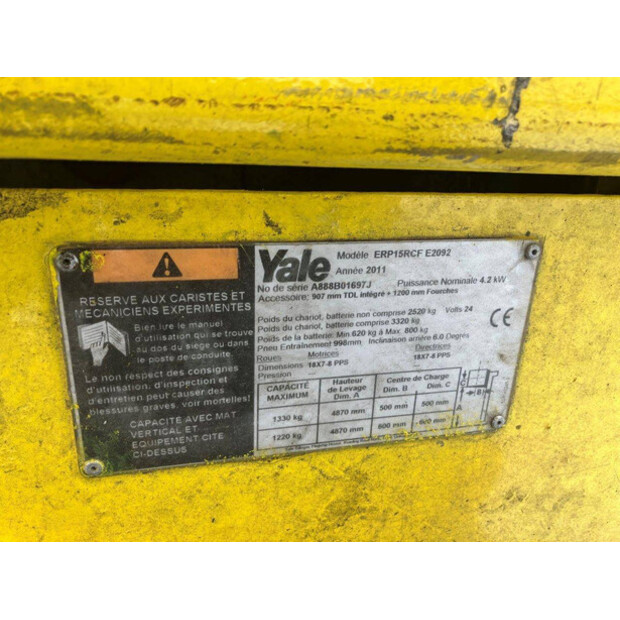 RESERVE AUX CARISTES ET
MECANICIENS EXPERIMENTES
Bien lire le manuel
d'utilisation qui se trouve
au dos du siege ou dans
le poste de conduite.
Le non respect des consignes
d'utilisation, d'inspection et
d'entretien peut causer des
blessures graves, voir mortelles!
CAPACITE AVEC MAT
VERTICAL ET
EQUIPEMENT CITE
CI-DESSUS
Yale
Modèle ERP15RCF E2092
Année 2011
No de série A888B01697J Puissance Nominale 4.2 kW
Accessoire: 907 mm TDL intégre + 1200 mm Fourches
Poids du chariot, batterie non comprise 2520 kg Volts 24
Poids du chariot, batterie comprise 3320 kg
Poids de la batterie: Min 620 kg à Max. 800 kg
Pneu Entraînement 998mm Inclinaison arrière 6.0 Degrés
Roues Motrices Directrices
Dimensions 18X7-8 PPS 18X7-8 PPS
Pression --- ---
CAPACITÉ MAXIMUM Hauteur de Levage Dim. A Centre de Charge Dim. B Dim. C
1330 kg 4870 mm 500 mm 500 mm
1220 kg 4870 mm 600 mm 600 mm
CE
A
B
C